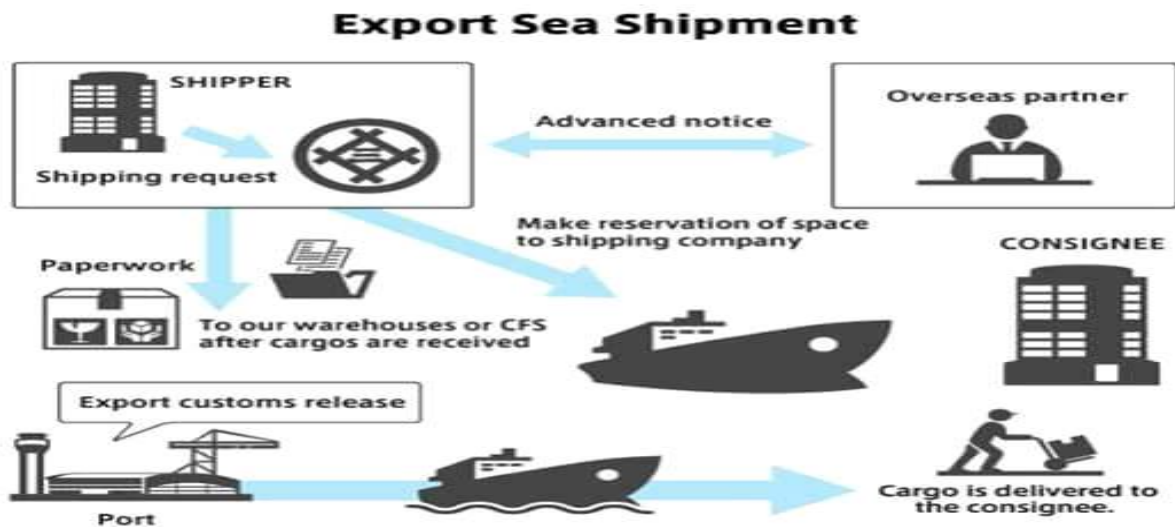 Export Sea Shipment
SHIPPER
Shipping request
Advanced notice
Overseas partner
Make reservation of space
to shipping company
CONSIGNEE
Paperwork
To our warehouses or CFS
after cargos are received
Export customs release
Port
Cargo is delivered to
the consignee.